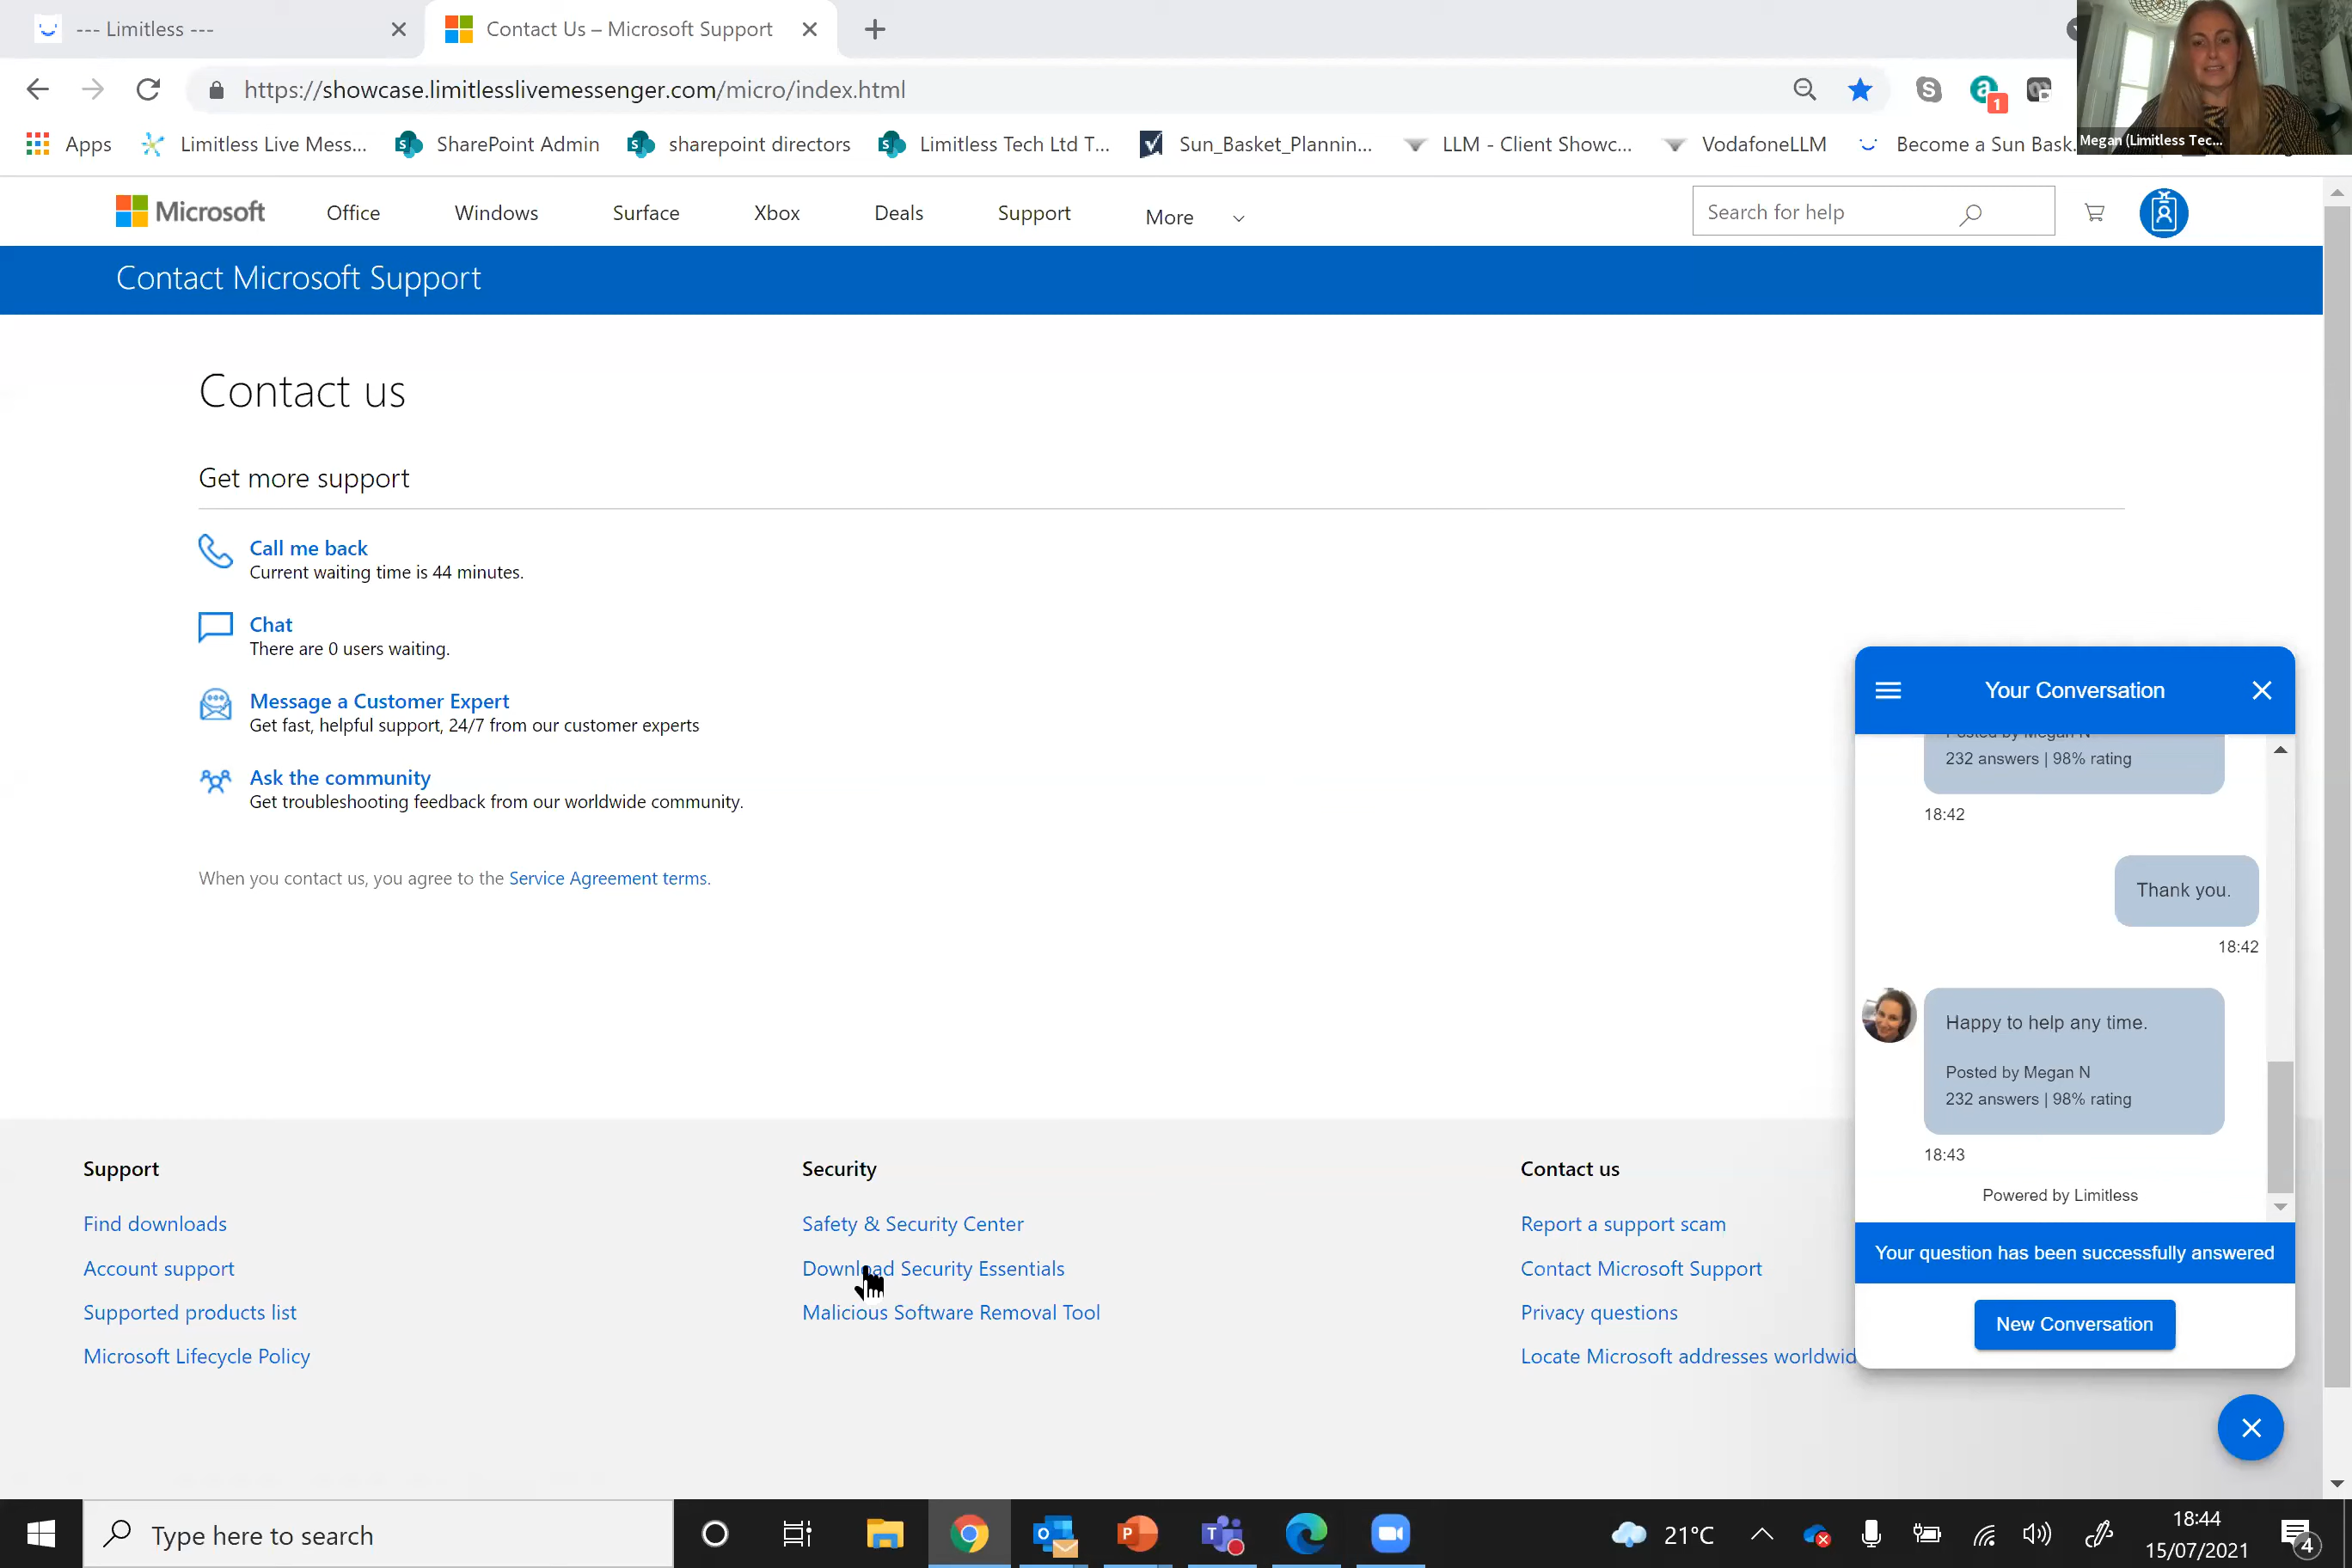 --- Limitless ---
Contact Us – Microsoft Support
https://showcase.limitlesslivemessenger.com/micro/index.html
1
Megan (Limitless Tec...
Apps
Limitless Live Mess...
SharePoint Admin
sharepoint directors
Limitless Tech Ltd T...
Sun_Basket_Plannin...
LLM - Client Showc...
VodafoneLLM
Become a Sun Bask
Microsoft
Office
Windows
Surface
Xbox
Deals
Support
More
Search for help
Contact Microsoft Support
Contact us
Get more support
Call me back
Current waiting time is 44 minutes.
Chat
There are 0 users waiting.
Message a Customer Expert
Get fast, helpful support, 24/7 from our customer experts
Ask the community
Get troubleshooting feedback from our worldwide community.
When you contact us, you agree to the Service Agreement terms.
Your Conversation
Posted by Megan N
232 answers | 98% rating
18:42
Thank you.
18:42
Happy to help any time.
Posted by Megan N
232 answers | 98% rating
18:43
Powered by Limitless
Your question has been successfully answered
New Conversation
Support
Find downloads
Account support
Supported products list
Microsoft Lifecycle Policy
Security
Safety & Security Center
Download Security Essentials
Malicious Software Removal Tool
Contact us
Report a support scam
Contact Microsoft Support
Privacy questions
Locate Microsoft addresses worldwid
Type here to search
21°C
18:44
15/07/2021
4